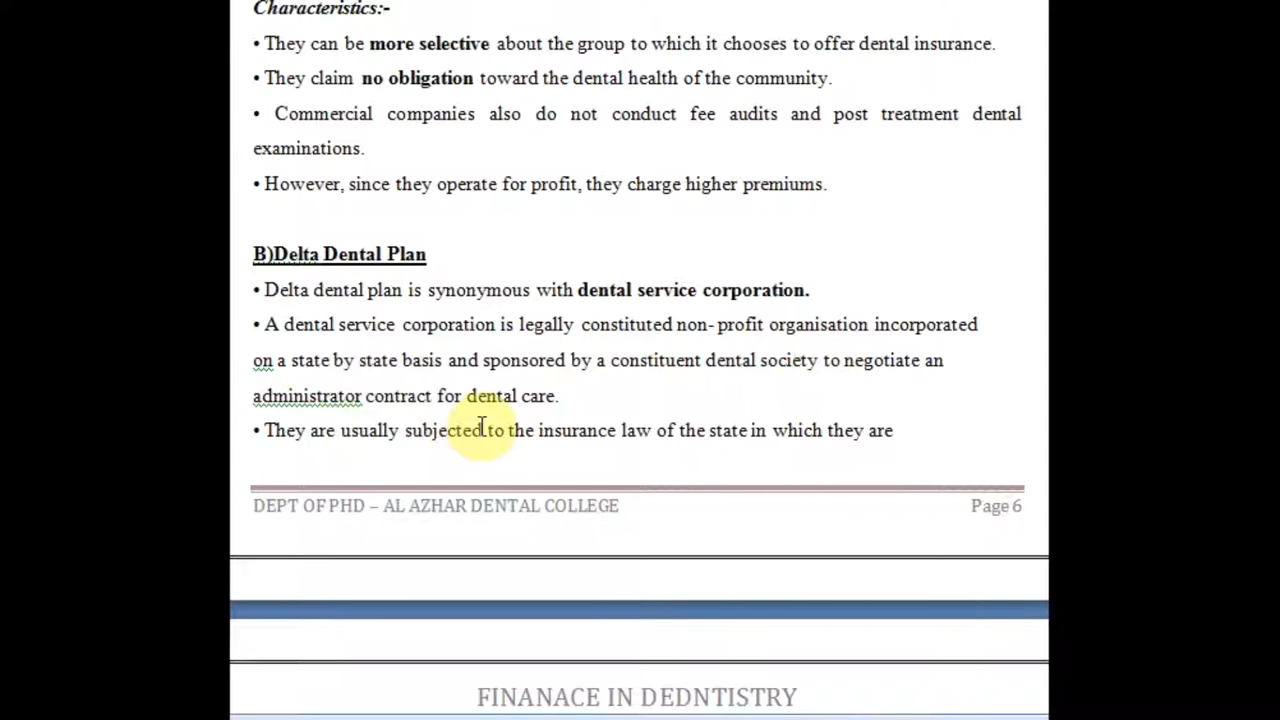 Characteristics:-
• They can be more selective about the group to which it chooses to offer dental insurance.
• They claim no obligation toward the dental health of the community.
• Commercial companies also do not conduct fee audits and post treatment dental
examinations.
• However, since they operate for profit, they charge higher premiums.
B)Delta Dental Plan
• Delta dental plan is synonymous with dental service corporation.
• A dental service corporation is legally constituted non- profit organisation incorporated
on a state by state basis and sponsored by a constituent dental society to negotiate an
administrator contract for dental care.
• They are usually subjected to the insurance law of the state in which they are
DEPT OF PHD – AL AZHAR DENTAL COLLEGE Page 6
FINANACE IN DEDNTISTRY